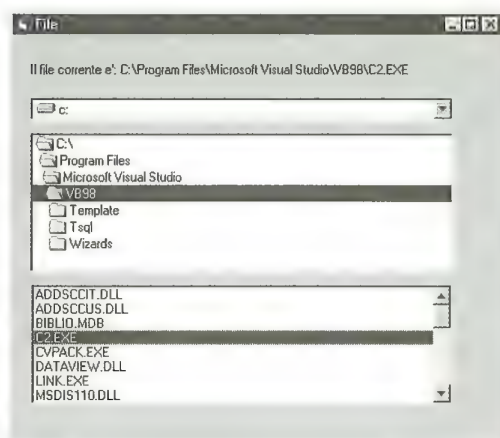 File
Il file corrente e': C:\Program Files\Microsoft Visual Studio\VB98\C2.EXE
c:
C:\
Program Files
Microsoft Visual Studio
VB98
Template
Tsql
Wizards
ADDSCCIT.DLL
ADDSCCUS.DLL
BIBLIO.MDB
C2.EXE
CVPACK.EXE
DATAVIEW.DLL
LINK.EXE
MSDIS110.DLL